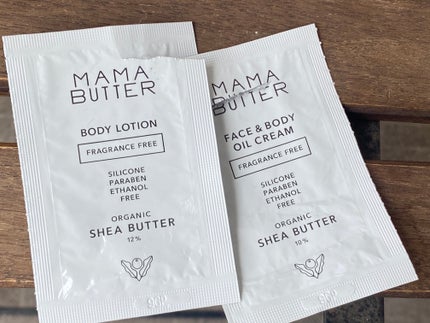 MAMA
BUTTER
BODY LOTION
FRAGRANCE FREE
SILICONE
PARABEN
ETHANOL
FREE
ORGANIC
SHEA BUTTER
12%
MAMA
BUTTER
FACE & BODY
OIL CREAM
FRAGRANCE FREE
SILICONE
PARABEN
ETHANOL
FREE
ORGANIC
SHEA BUTTER
10%